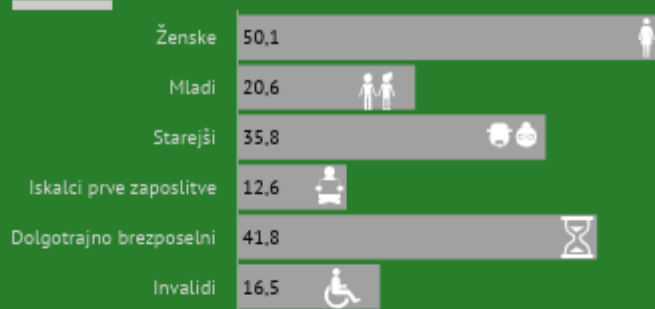 Ženske 50,1
Mladi 20,6
Starejši 35,8
Iskalci prve zaposlitve 12,6
Dolgotrajno brezposelni 41,8
Invalidi 16,5